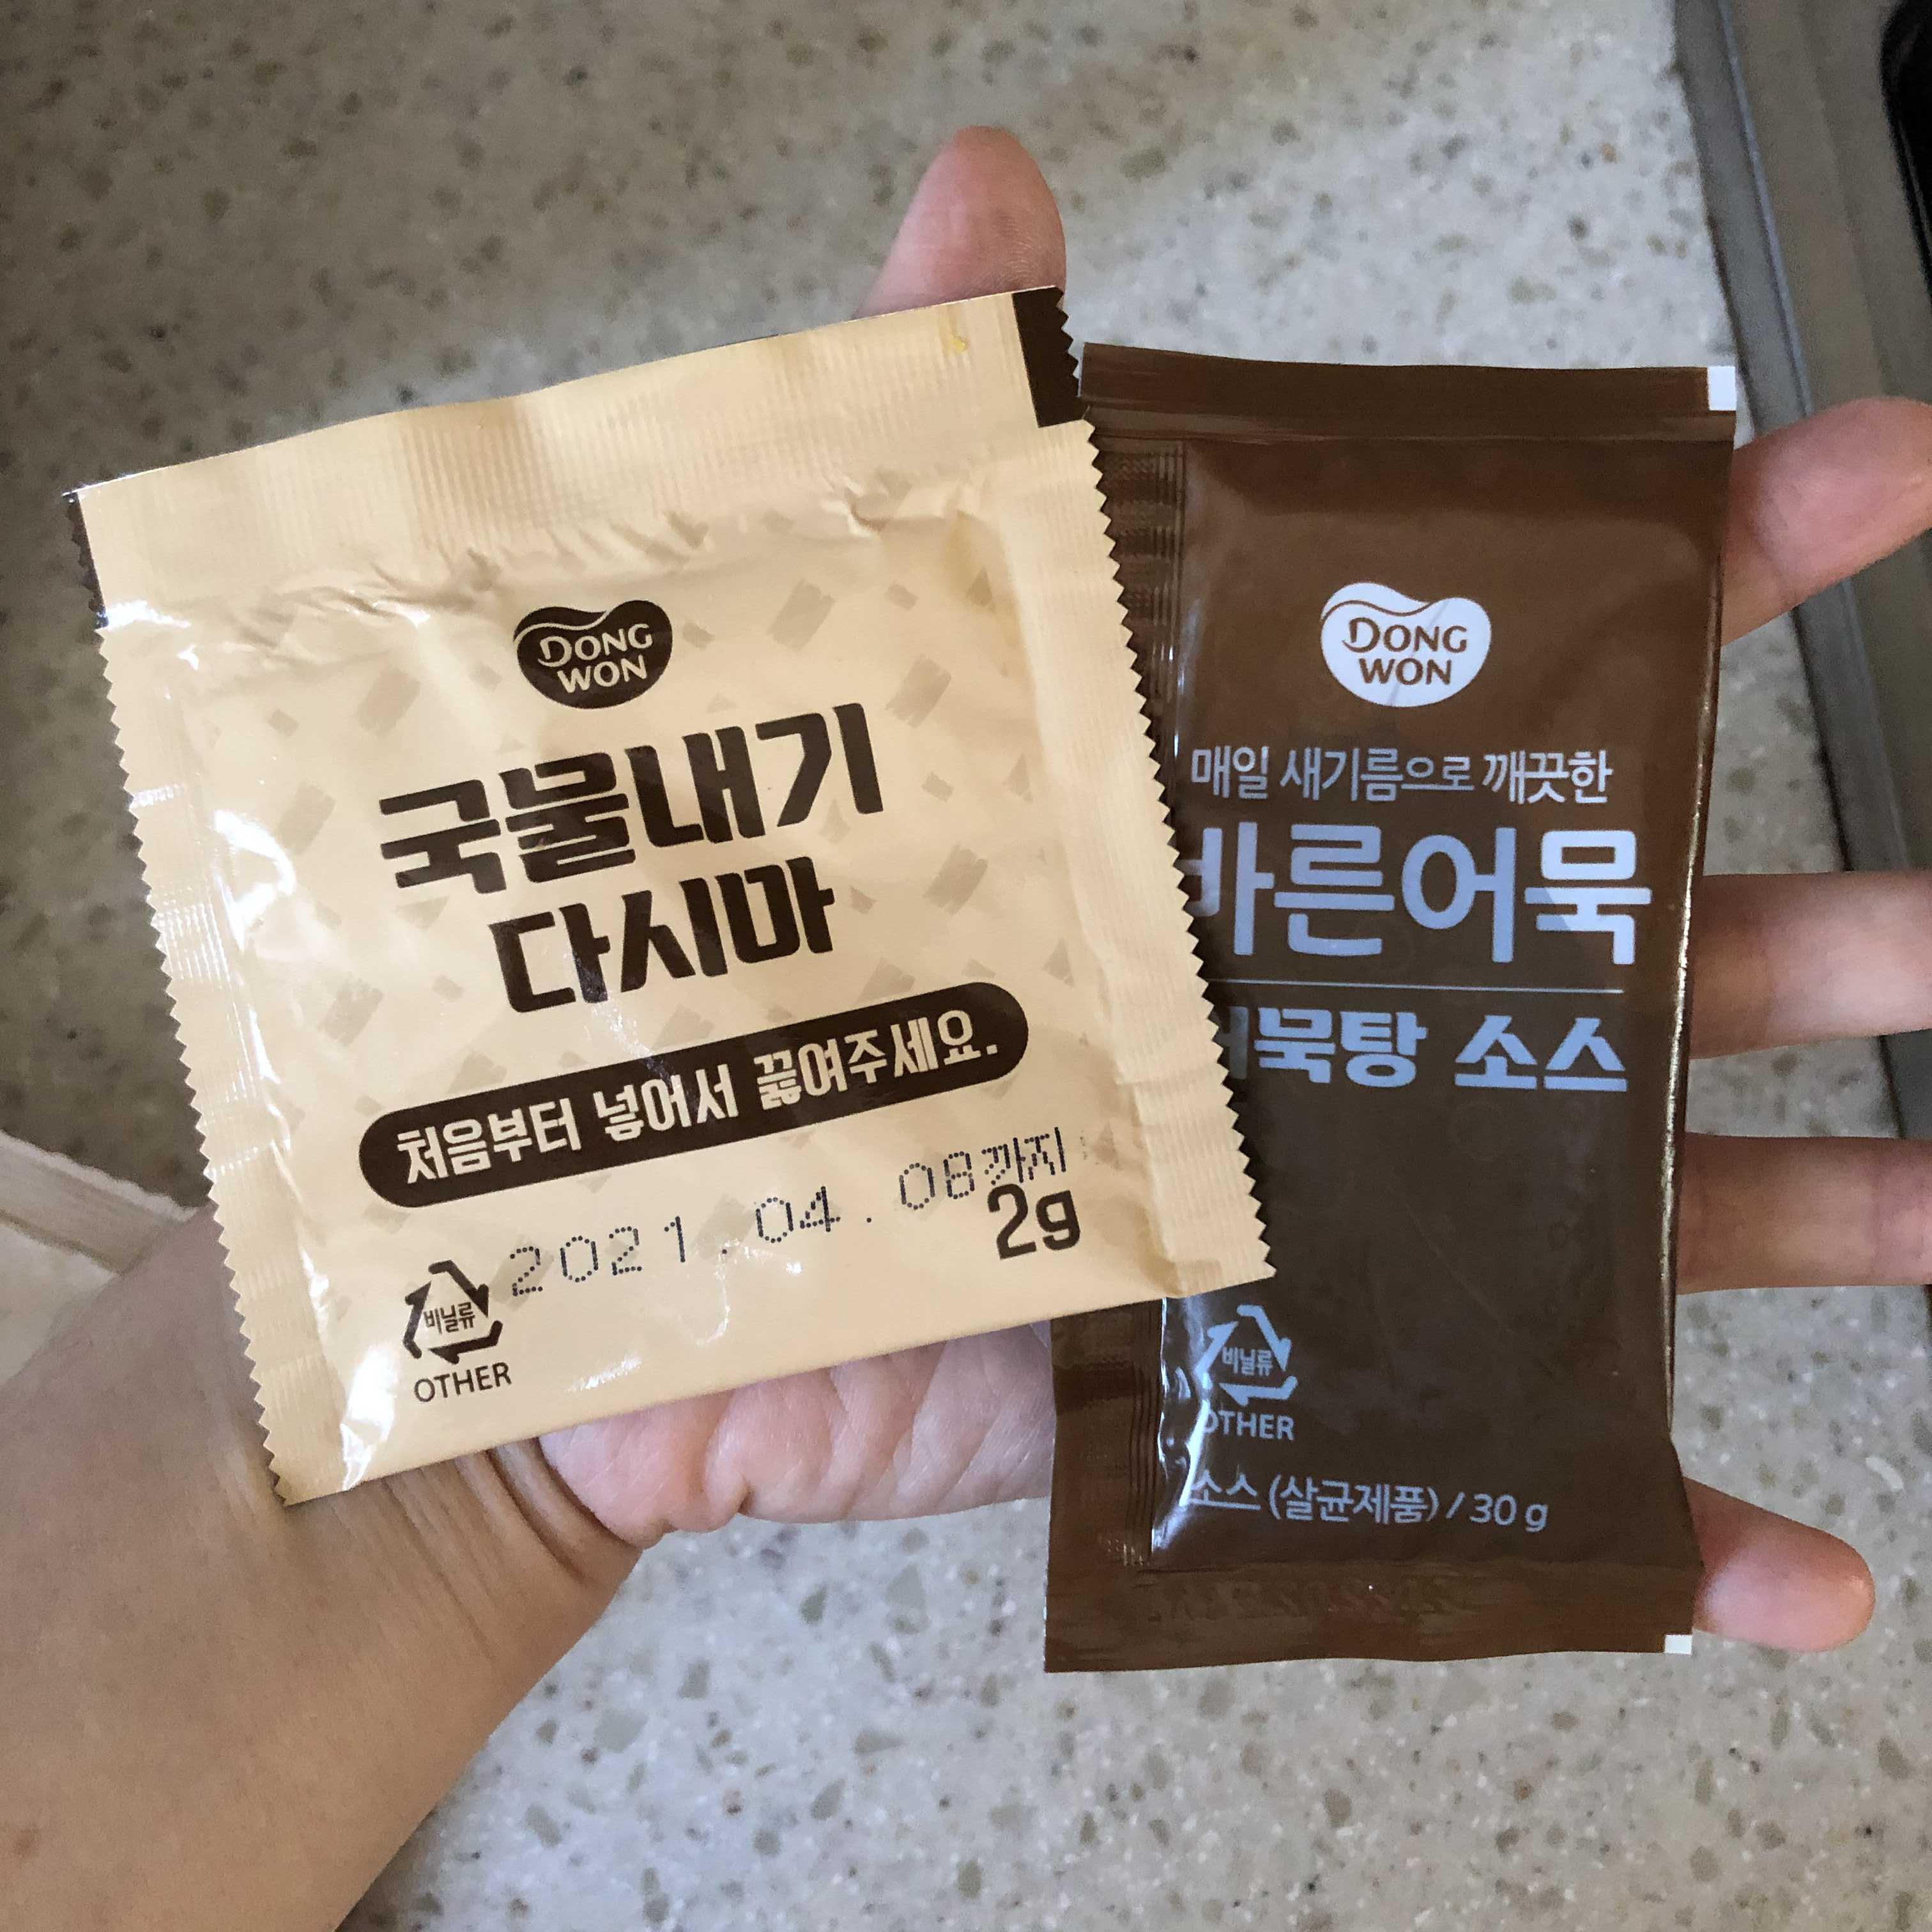 DONG
WON
국물내기
다시마
처음부터 넣어서 끓여주세요.
2021.04.08까지
2g
비닐류
OTHER
DONG
WON
매일 새기름으로 깨끗한
바른어묵
어묵탕 소스
비닐류
OTHER
소스 (살균제품) / 30 g